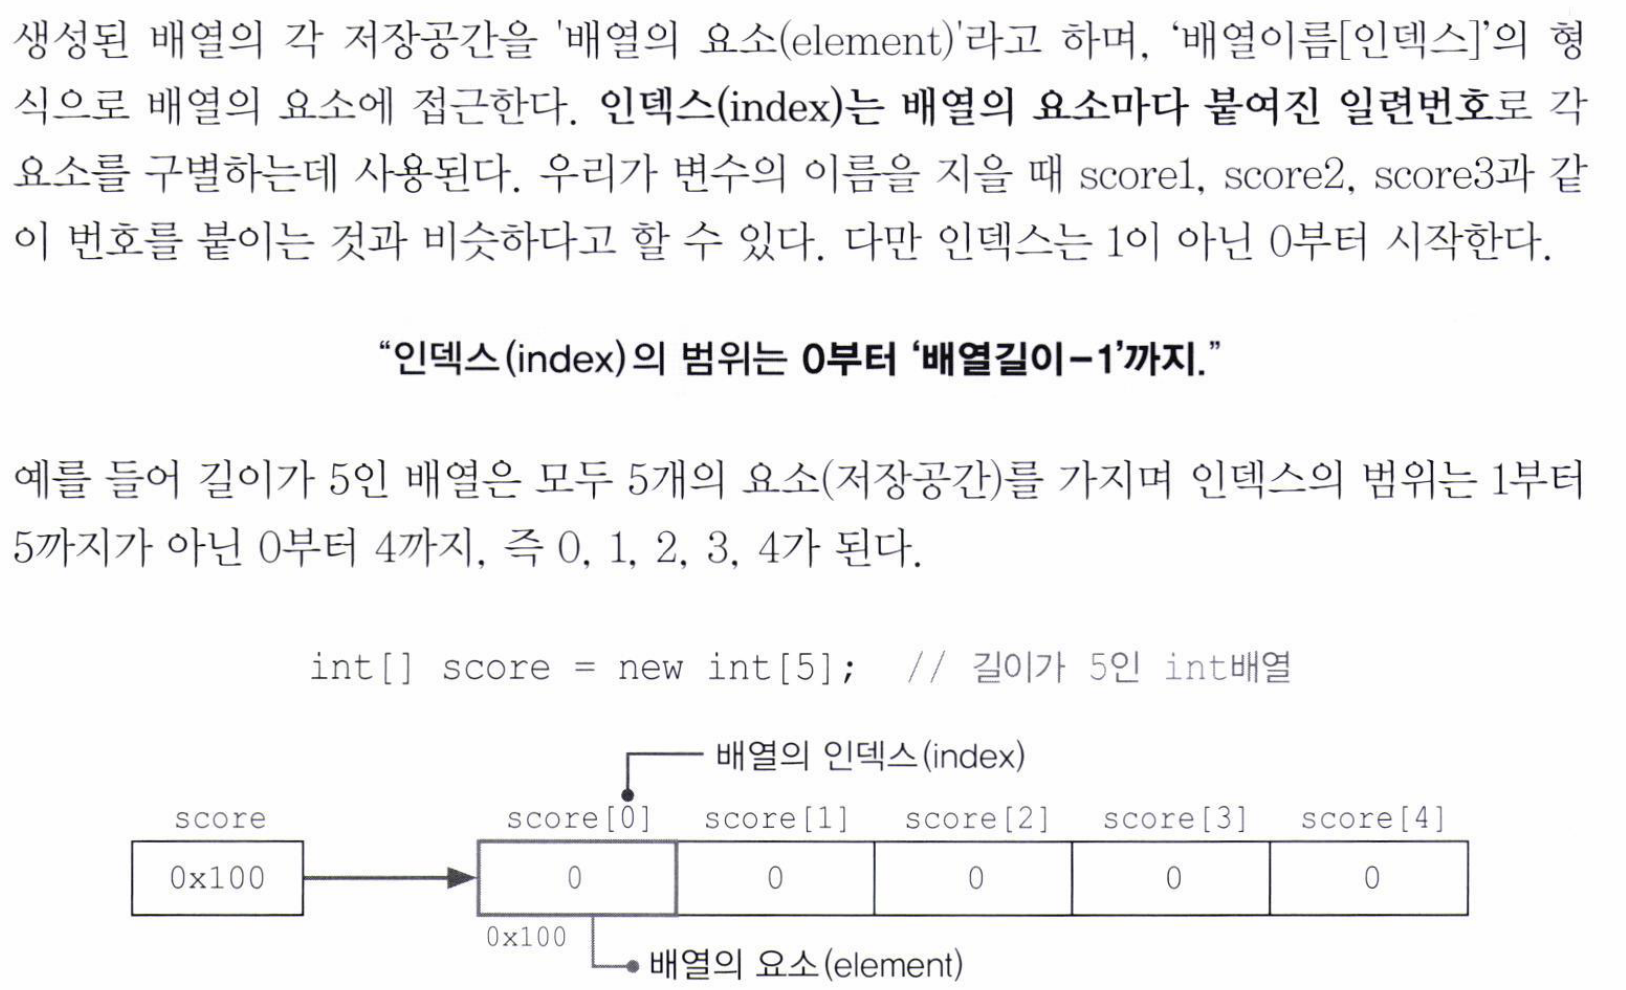 생성된 배열의 각 저장공간을 '배열의 요소(element)'라고 하며, ‘배열이름[인덱스]’의 형
식으로 배열의 요소에 접근한다. 인덱스(index)는 배열의 요소마다 붙여진 일련번호로 각
요소를 구별하는데 사용된다. 우리가 변수의 이름을 지을 때 score1, score2, score3과 같
이 번호를 붙이는 것과 비슷하다고 할 수 있다. 다만 인덱스는 1이 아닌 0부터 시작한다.
“인덱스(index)의 범위는 0부터 ‘배열길이-1’까지.”
예를 들어 길이가 5인 배열은 모두 5개의 요소(저장공간)를 가지며 인덱스의 범위는 1부터
5까지가 아닌 0부터 4까지, 즉 0, 1, 2, 3, 4가 된다.
int[] score = new int[5]; // 길이가 5인 int배열
배열의 인덱스(index)
score score[0] score[1] score[2] score[3] score[4]
0x100 0 0 0 0 0
0x100
배열의 요소(element)